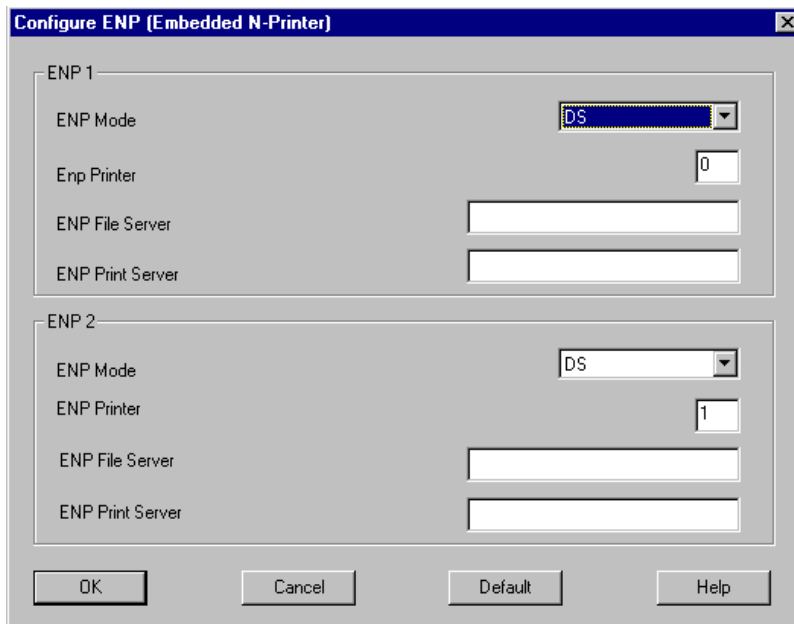 Configure ENP (Embedded N-Printer)
ENP 1
ENP Mode DS
Enp Printer 0
ENP File Server
ENP Print Server
ENP 2
ENP Mode DS
ENP Printer 1
ENP File Server
ENP Print Server
OK Cancel Default Help